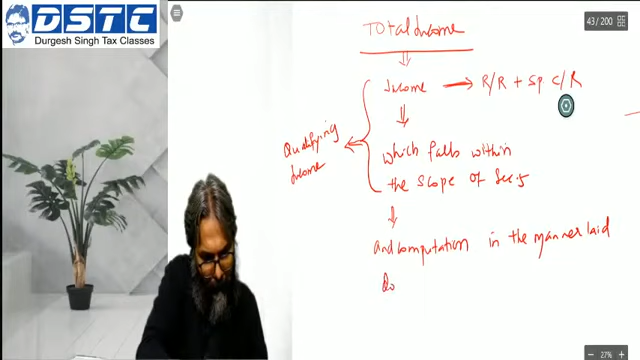 DSTC
Durgesh Singh Tax Classes
43/200
Total Income
Income → R/R + Sp C/R
Qualifying
Income
which falls within
the scope of Sec.5
and computation in the manner laid
do
27%